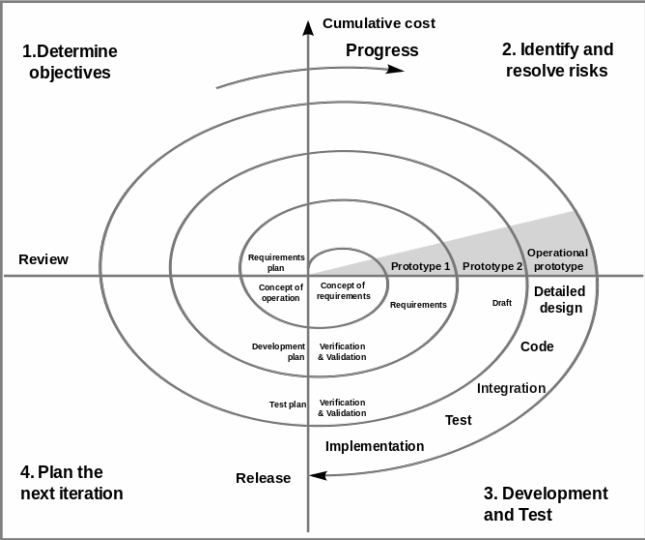 Cumulative cost
Progress
1.Determine
objectives
2. Identify and
resolve risks
Review
Requirements
plan
Prototype 1
Prototype 2
Operational
prototype
Concept of
operation
Concept of
requirements
Requirements
Draft
Detailed
design
Development
plan
Verification
& Validation
Code
Integration
Test plan
Verification
& Validation
Test
Implementation
Release
4. Plan the
next iteration
3. Development
and Test